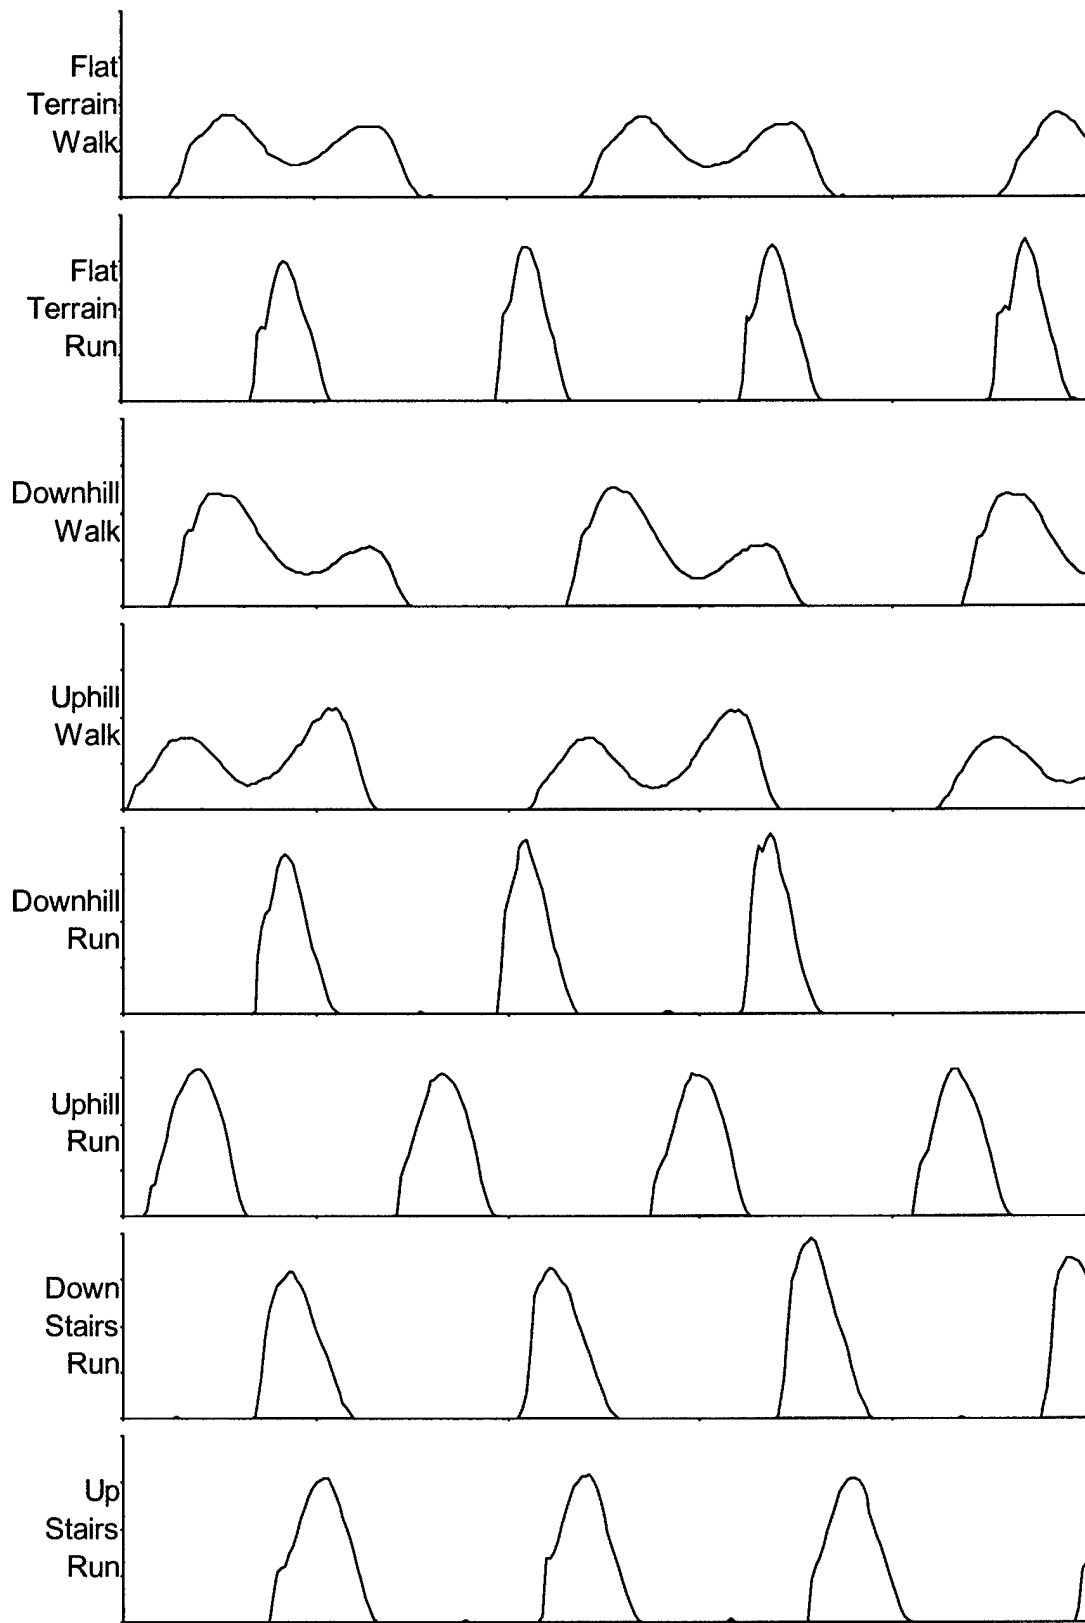 Flat
Terrain
Walk
Flat
Terrain
Run
Downhill
Walk
Uphill
Walk
Downhill
Run
Uphill
Run
Down
Stairs
Run
Up
Stairs
Run